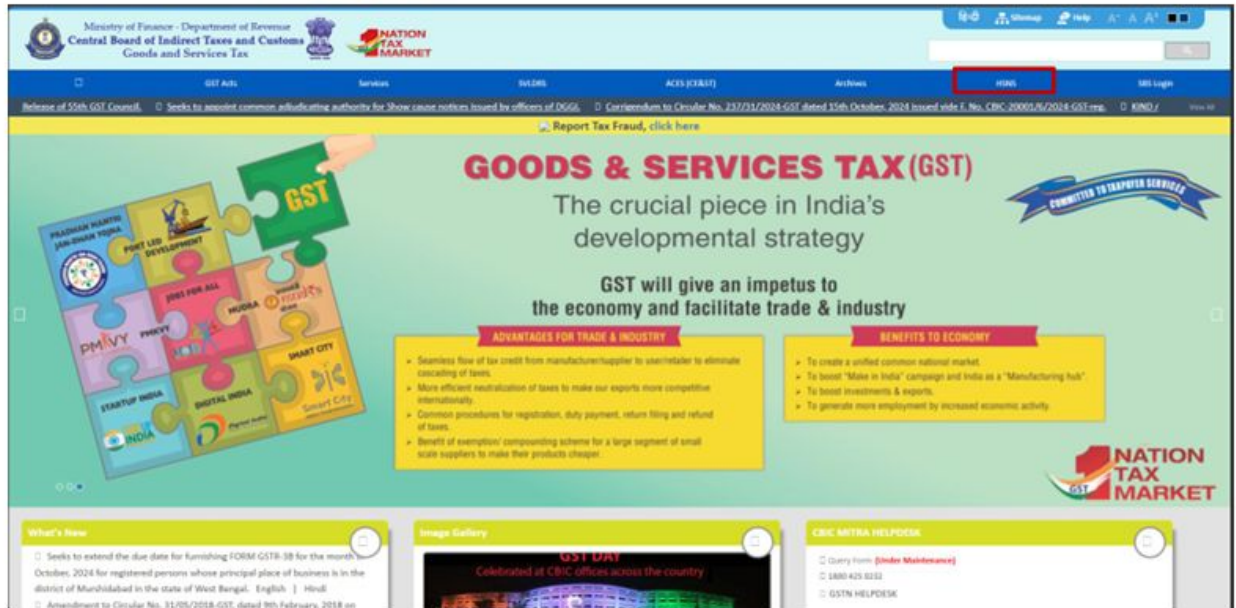 Ministry of Finance - Department of Revenue
Central Board of Indirect Taxes and Customs
Goods and Services Tax
NATION
TAX
MARKET
हिन्दी Sitemap Help A- A A+
GST Acts Services SVLDRS ACES (CE&ST) Archives HSNS SBS Login
Release of 55th GST Council. Seeks to appoint common adjudicating authority for Show cause notices issued by officers of DGGI. Corrigendum to Circular No. 237/31/2024-GST dated 15th October, 2024 issued vide F. No. CBIC-20001/6/2024-GST-reg. KIND / View All
Report Tax Fraud, click here
GOODS & SERVICES TAX (GST)
The crucial piece in India's
developmental strategy
COMMITTED TO TAXPAYER SERVICES
GST will give an impetus to
the economy and facilitate trade & industry
GST
PRADHAN MANTRI
JAN-DHAN YOJNA
PORT LED
DEVELOPMENT
JOBS FOR ALL
MUDRA
PMKVY
PMKVY
SMART CITY
Smart City
STARTUP INDIA
INDIA
DIGITAL INDIA
Digital India
ADVANTAGES FOR TRADE & INDUSTRY
Seamless flow of tax credit from manufacturer/supplier to user/retailer to eliminate
cascading of taxes.
More efficient neutralization of taxes to make our exports more competitive
internationally.
Common procedures for registration, duty payment, return filing and refund
of taxes.
Benefit of exemption/ compounding scheme for a large segment of small
scale suppliers to make their products cheaper.
BENEFITS TO ECONOMY
To create a unified common national market.
To boost "Make in India" campaign and India as a "Manufacturing hub".
To boost investments & exports.
To generate more employment by increased economic activity.
GST
NATION
TAX
MARKET
What's New
Seeks to extend the due date for furnishing FORM GSTR-3B for the month
October, 2024 for registered persons whose principal place of business is in the
district of Murshidabad in the state of West Bengal. English | Hindi
Amendment to Circular No. 31/05/2018-GST, dated 9th February, 2018 on
Image Gallery
GST DAY
Celebrated at CBIC offices across the country
CBIC MITRA HELPDESK
Query Form (Under Maintenance)
1800 425 0232
GSTN HELPDESK